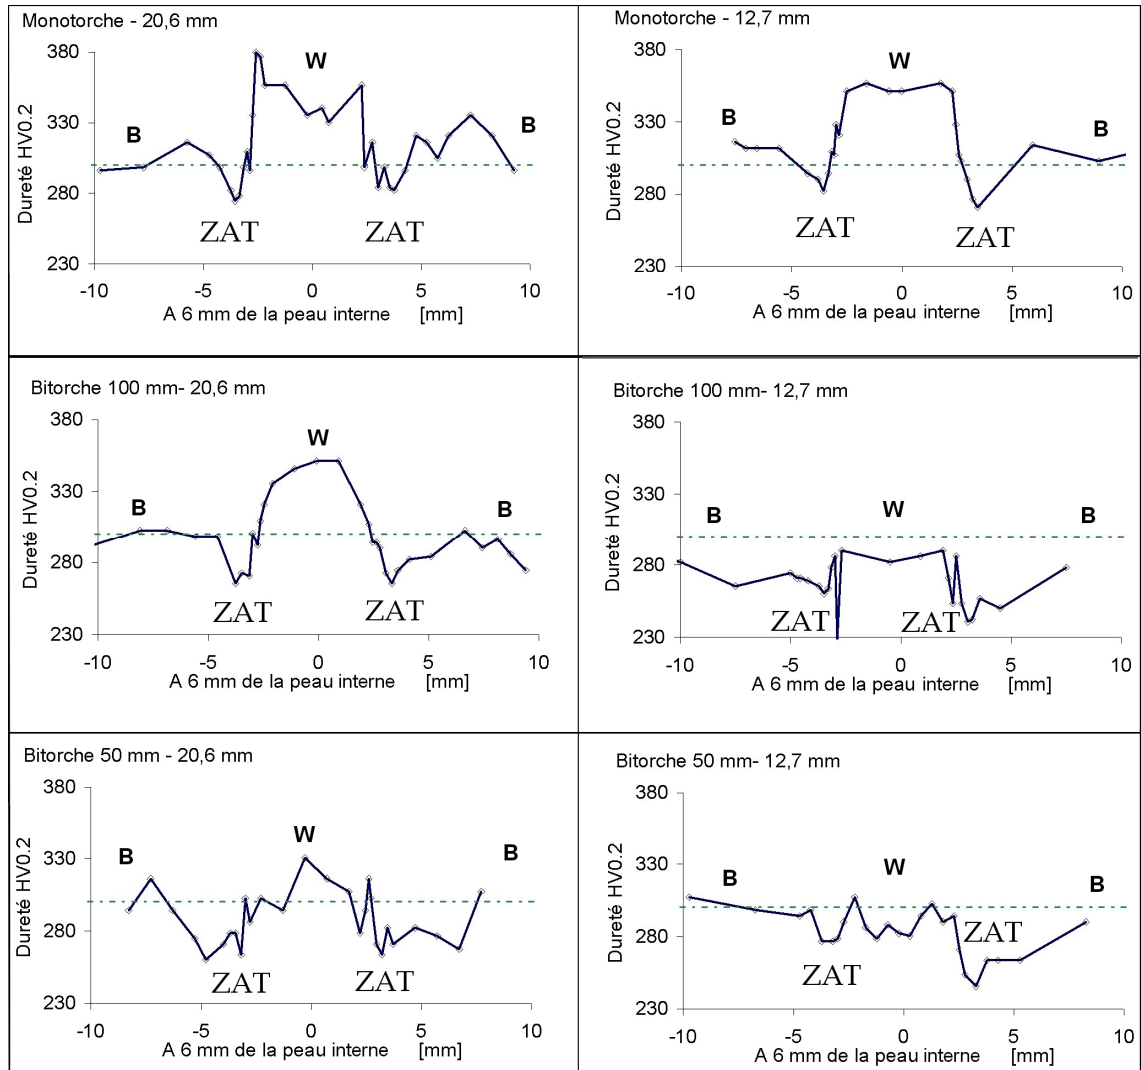 Monotorche - 20,6 mm
380
W
330
B
B
280
ZAT
ZAT
230
-10 -5 0 5 10
A 6 mm de la peau interne [mm]
Dureté HV0.2
Monotorche - 12,7 mm
380
W
330
B
B
280
ZAT
ZAT
230
-10 -5 0 5 10
A 6 mm de la peau interne [mm]
Dureté HV0.2
Bitorche 100 mm- 20,6 mm
380
W
330
B
B
280
ZAT
ZAT
230
-10 -5 0 5 10
A 6 mm de la peau interne [mm]
Dureté HV0.2
Bitorche 100 mm- 12,7 mm
380
330
B
W
B
280
ZAT
ZAT
230
-10 -5 0 5 10
A 6 mm de la peau interne [mm]
Dureté HV0.2
Bitorche 50 mm - 20,6 mm
380
W
330
B
B
280
ZAT
ZAT
230
-10 -5 0 5 10
A 6 mm de la peau interne [mm]
Dureté HV0.2
Bitorche 50 mm- 12,7 mm
380
330
W
B
B
280
ZAT
ZAT
230
-10 -5 0 5 10
A 6 mm de la peau interne [mm]
Dureté HV0.2